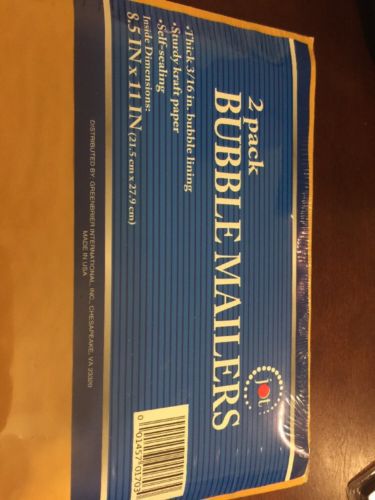 jot:
2 pack
BUBBLE MAILERS
•Thick 3/16 in. bubble lining
•Sturdy kraft paper
•Self-sealing
Inside Dimensions:
8.5 IN x 11 IN (21.5 cm x 27.9 cm)
DISTRIBUTED BY: GREENBRIER INTERNATIONAL, INC., CHESAPEAKE, VA 23320
MADE IN USA